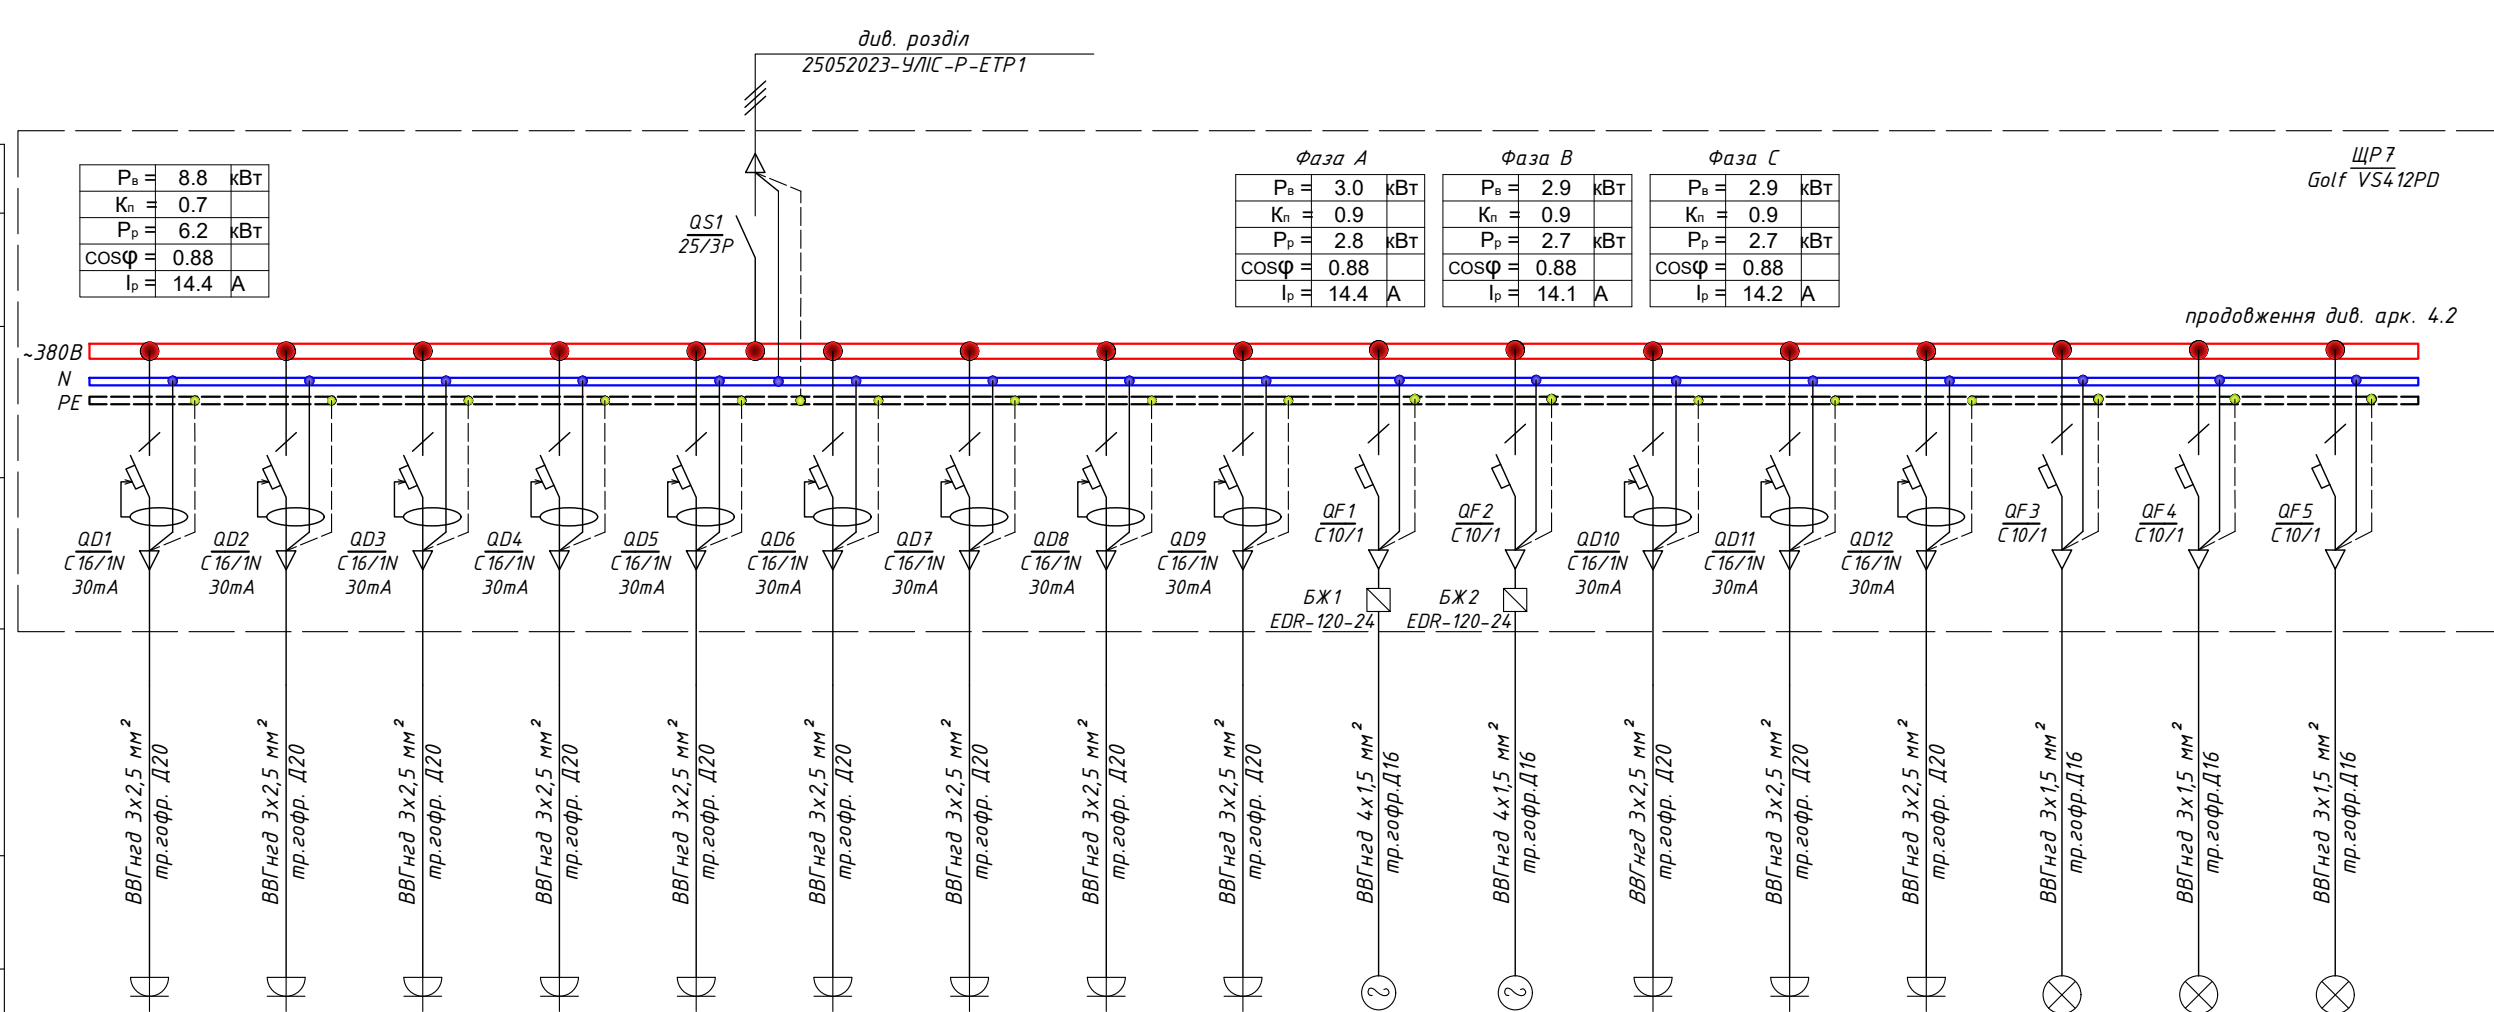 див. розділ
25052023-УЛІС-Р-ЕТР1
ЩР7
Golf VS412PD
Pв = 8.8 кВт
Kп = 0.7
Pр = 6.2 кВт
cosφ = 0.88
Iр = 14.4 А
QS1
25/3P
Фаза А
Pв = 3.0 кВт
Kп = 0.9
Pр = 2.8 кВт
cosφ = 0.88
Iр = 14.4 А
Фаза В
Pв = 2.9 кВт
Kп = 0.9
Pр = 2.7 кВт
cosφ = 0.88
Iр = 14.1 А
Фаза С
Pв = 2.9 кВт
Kп = 0.9
Pр = 2.7 кВт
cosφ = 0.88
Iр = 14.2 А
продовження див. арк. 4.2
~380В
N
PE
QD1
C16/1N
30mA
QD2
C16/1N
30mA
QD3
C16/1N
30mA
QD4
C16/1N
30mA
QD5
C16/1N
30mA
QD6
C16/1N
30mA
QD7
C16/1N
30mA
QD8
C16/1N
30mA
QD9
C16/1N
30mA
QF1
C10/1
БЖ1
EDR-120-24
QF2
C10/1
БЖ2
EDR-120-24
QD10
C16/1N
30mA
QD11
C16/1N
30mA
QD12
C16/1N
30mA
QF3
C10/1
QF4
C10/1
QF5
C10/1
ВВГнгд 3х2,5 мм²
тр.гофр. Д20
ВВГнгд 3х2,5 мм²
тр.гофр. Д20
ВВГнгд 3х2,5 мм²
тр.гофр. Д20
ВВГнгд 3х2,5 мм²
тр.гофр. Д20
ВВГнгд 3х2,5 мм²
тр.гофр. Д20
ВВГнгд 3х2,5 мм²
тр.гофр. Д20
ВВГнгд 3х2,5 мм²
тр.гофр. Д20
ВВГнгд 3х2,5 мм²
тр.гофр. Д20
ВВГнгд 3х2,5 мм²
тр.гофр. Д20
ВВГнгд 4х1,5 мм²
тр.гофр.Д16
ВВГнгд 4х1,5 мм²
тр.гофр.Д16
ВВГнгд 3х2,5 мм²
тр.гофр. Д20
ВВГнгд 3х2,5 мм²
тр.гофр. Д20
ВВГнгд 3х2,5 мм²
тр.гофр. Д20
ВВГнгд 3х1,5 мм²
тр.гофр.Д16
ВВГнгд 3х1,5 мм²
тр.гофр.Д16
ВВГнгд 3х1,5 мм²
тр.гофр.Д16